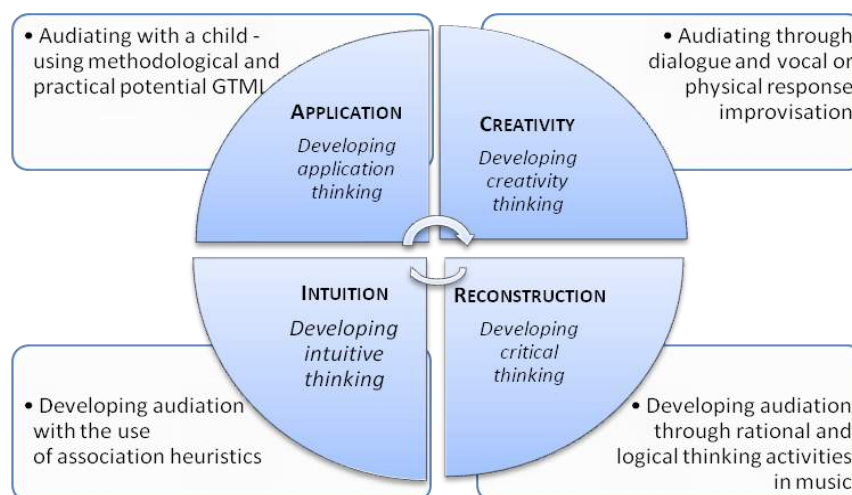 • Audiating with a child -
using methodological and
practical potential GTML
• Audiating through
dialogue and vocal or
physical response
improvisation
APPLICATION
Developing
application
thinking
CREATIVITY
Developing
creativity
thinking
INTUITION
Developing
intuitive
thinking
RECONSTRUCTION
Developing
critical
thinking
• Developing audiation
with the use
of association heuristics
• Developing audiation
through rational and
logical thinking activities
in music